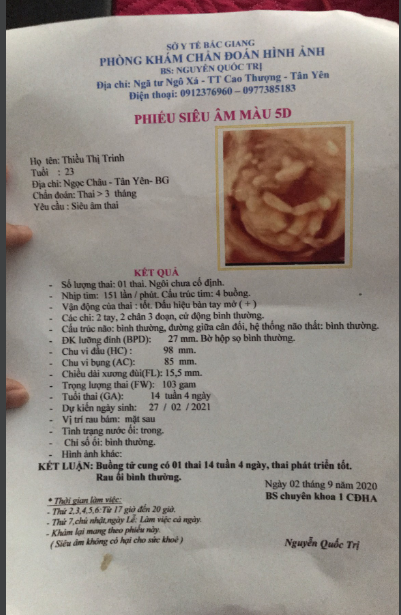 SỞ Y TẾ BẮC GIANG
PHÒNG KHÁM CHẨN ĐOÁN HÌNH ẢNH
BS: NGUYỄN QUỐC TRỊ
Địa chỉ: Ngã tư Ngô Xá - TT Cao Thượng - Tân Yên
Điện thoại: 0912376960 – 0977385183
PHIẾU SIÊU ÂM MÀU 5D
Họ tên: Thiều Thị Trinh
Tuổi : 23
Địa chỉ: Ngọc Châu - Tân Yên- BG
Chẩn đoán: Thai > 3 tháng
Yêu cầu : Siêu âm thai
KẾT QUẢ
- Số lượng thai: 01 thai. Ngôi chưa cố định.
- Nhịp tim: 151 lần / phút. Cấu trúc tim: 4 buồng.
- Vận động của thai : tốt. Dấu hiệu bàn tay mở ( + )
- Các chi: 2 tay, 2 chân 3 đoạn, cử động bình thường.
- Cấu trúc não: bình thường, đường giữa cân đối, hệ thống não thất: bình thường.
- ĐK lưỡng đỉnh (BPD): 27 mm. Bờ hộp sọ bình thường.
- Chu vi đầu (HC) : 98 mm.
- Chu vi bụng (AC): 85 mm.
- Chiều dài xương đùi(FL): 15,5 mm.
- Trọng lượng thai (FW): 103 gam
- Tuổi thai (GA): 14 tuần 4 ngày
- Dự kiến ngày sinh: 27 / 02 / 2021
- Vị trí rau bám: mặt sau
- Tình trạng nước ối: trong.
- Chỉ số ối: bình thường.
- Hình ảnh khác:
KẾT LUẬN: Buồng tử cung có 01 thai 14 tuần 4 ngày, thai phát triển tốt.
Rau ối bình thường.
Ngày 02 tháng 9 năm 2020
BS chuyên khoa 1 CĐHA
* Thời gian làm việc:
- Thứ 2,3,4,5,6:Từ 17 giờ đến 20 giờ.
- Thứ 7,chủ nhật,ngày Lễ: Làm việc cả ngày.
- Khám lại mang theo phiếu này.
( Siêu âm không có hại cho sức khoẻ )
Nguyễn Quốc Trị